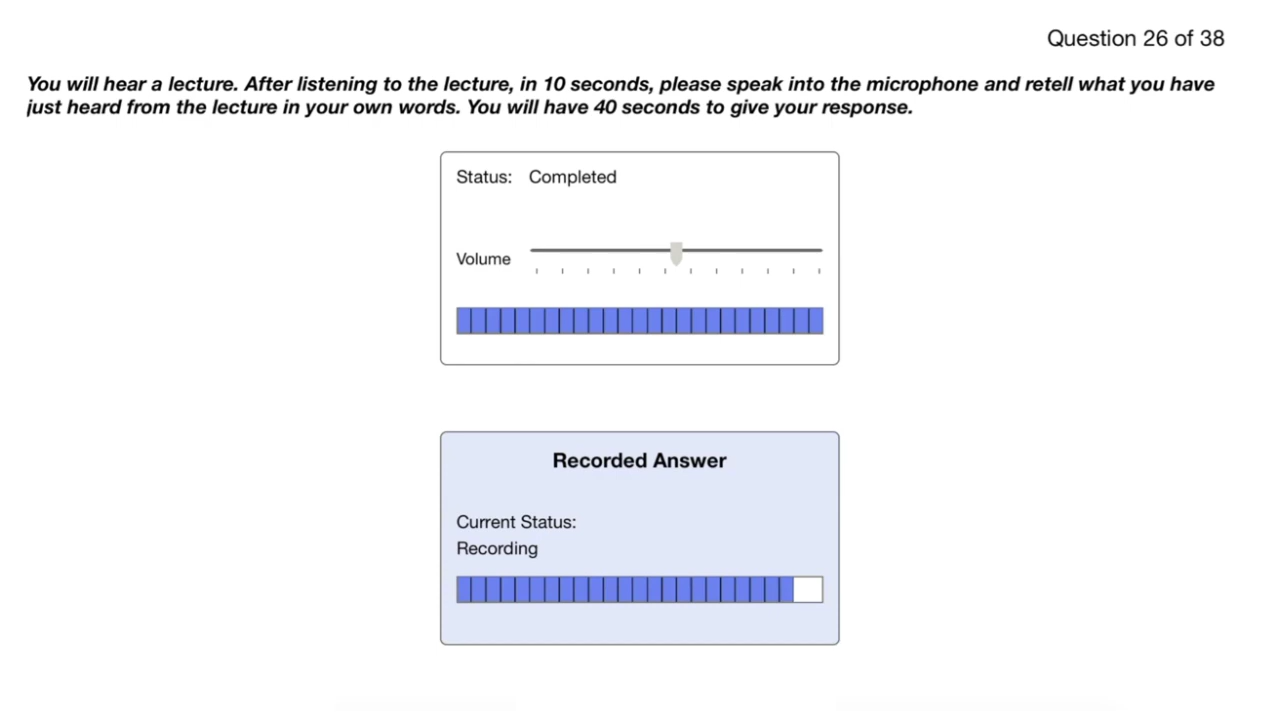 Question 26 of 38
You will hear a lecture. After listening to the lecture, in 10 seconds, please speak into the microphone and retell what you have
just heard from the lecture in your own words. You will have 40 seconds to give your response.
Status: Completed
Volume
Recorded Answer
Current Status:
Recording